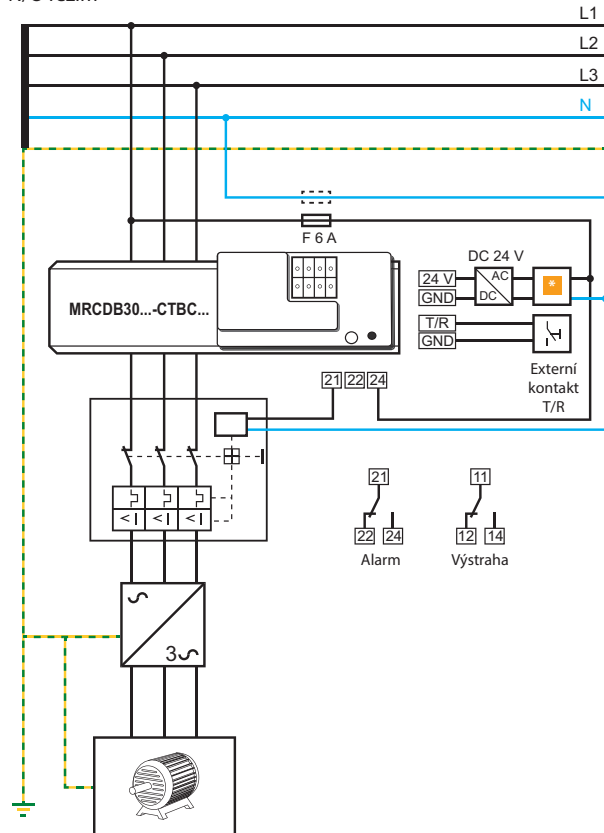 L1
L2
L3
N
F 6 A
DC 24 V
24 V
GND
AC
DC
*
MRCDB30...-CTBC...
T/R
GND
Externí
kontakt
T/R
21 22 24
21
22 24
Alarm
11
12 14
Výstraha
3